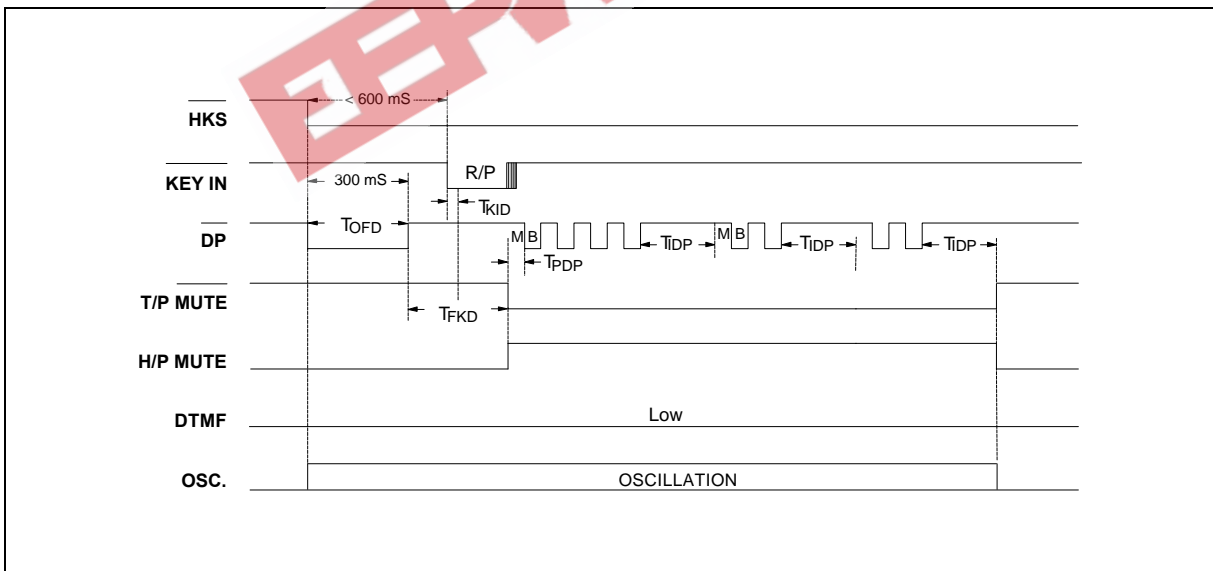 HKS
< 600 mS
KEY IN
R/P
300 mS
TKID
DP
TOFD
M B
TIDP
M B
TIDP
TIDP
TPDP
T/P MUTE
TFKD
H/P MUTE
DTMF
Low
OSC.
OSCILLATION